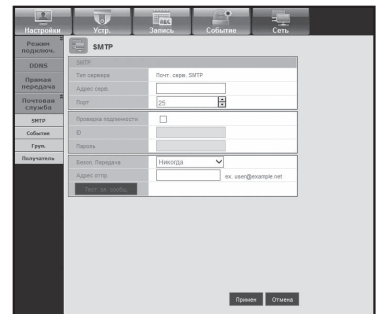 Настройки Устр. Запись Событие Сеть
Режим
подключ.
DDNS
Прямая
передача
Почтовая
служба
SMTP
Событие
Груп.
Получатель
SMTP
SMTP
Тип сервера Почт. серв. SMTP
Адрес серв.
Порт 25
Проверка подлинности
ID
Пароль
Безоп. Передача Никогда
Адрес отпр. ex. user@example.net
Тест. эл. сообщ.
Примен Отмена